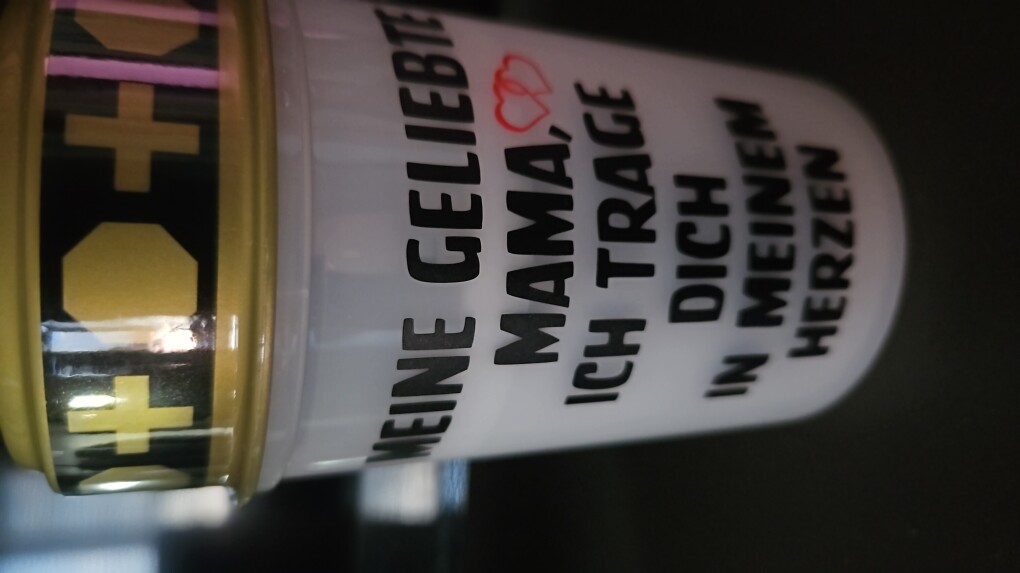 MEINE GELIEBTE
MAMA,
ICH TRAGE
DICH
IN MEINEM
HERZEN